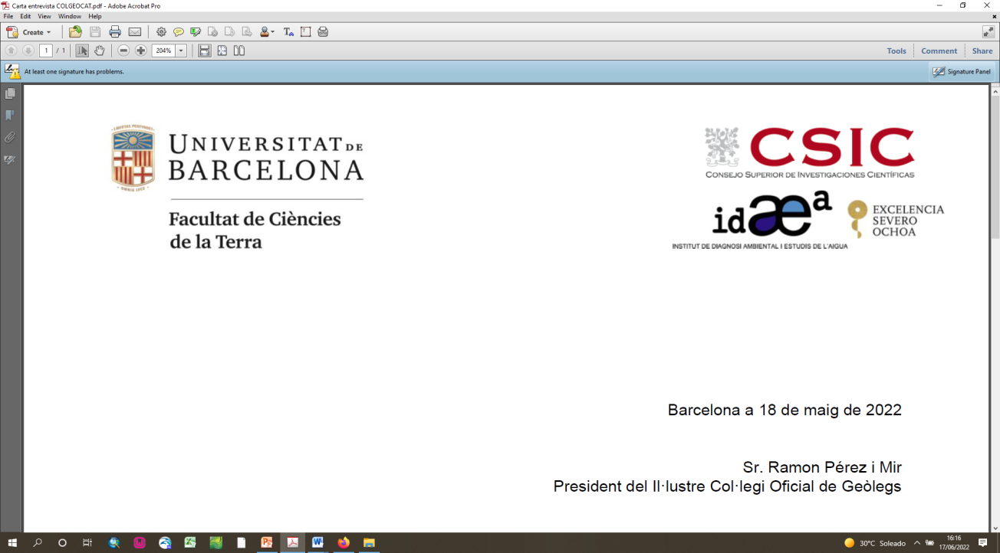 Carta entrevista COLGEOCAT.pdf - Adobe Acrobat Pro
File Edit View Window Help
Create
1 / 1 204% Tools Comment Share
At least one signature has problems. Signature Panel
LIBERTAS PERFUNDET
UNIVERSITAT DE
BARCELONA
OMNIA LVCE
Facultat de Ciències
de la Terra
CSIC
CONSEJO SUPERIOR DE INVESTIGACIONES CIENTÍFICAS
idæa
INSTITUT DE DIAGNOSI AMBIENTAL I ESTUDIS DE L'AIGUA
EXCELENCIA
SEVERO
OCHOA
Barcelona a 18 de maig de 2022
Sr. Ramon Pérez i Mir
President del Il·lustre Col·legi Oficial de Geòlegs
30°C Soleado
16:16
17/06/2022